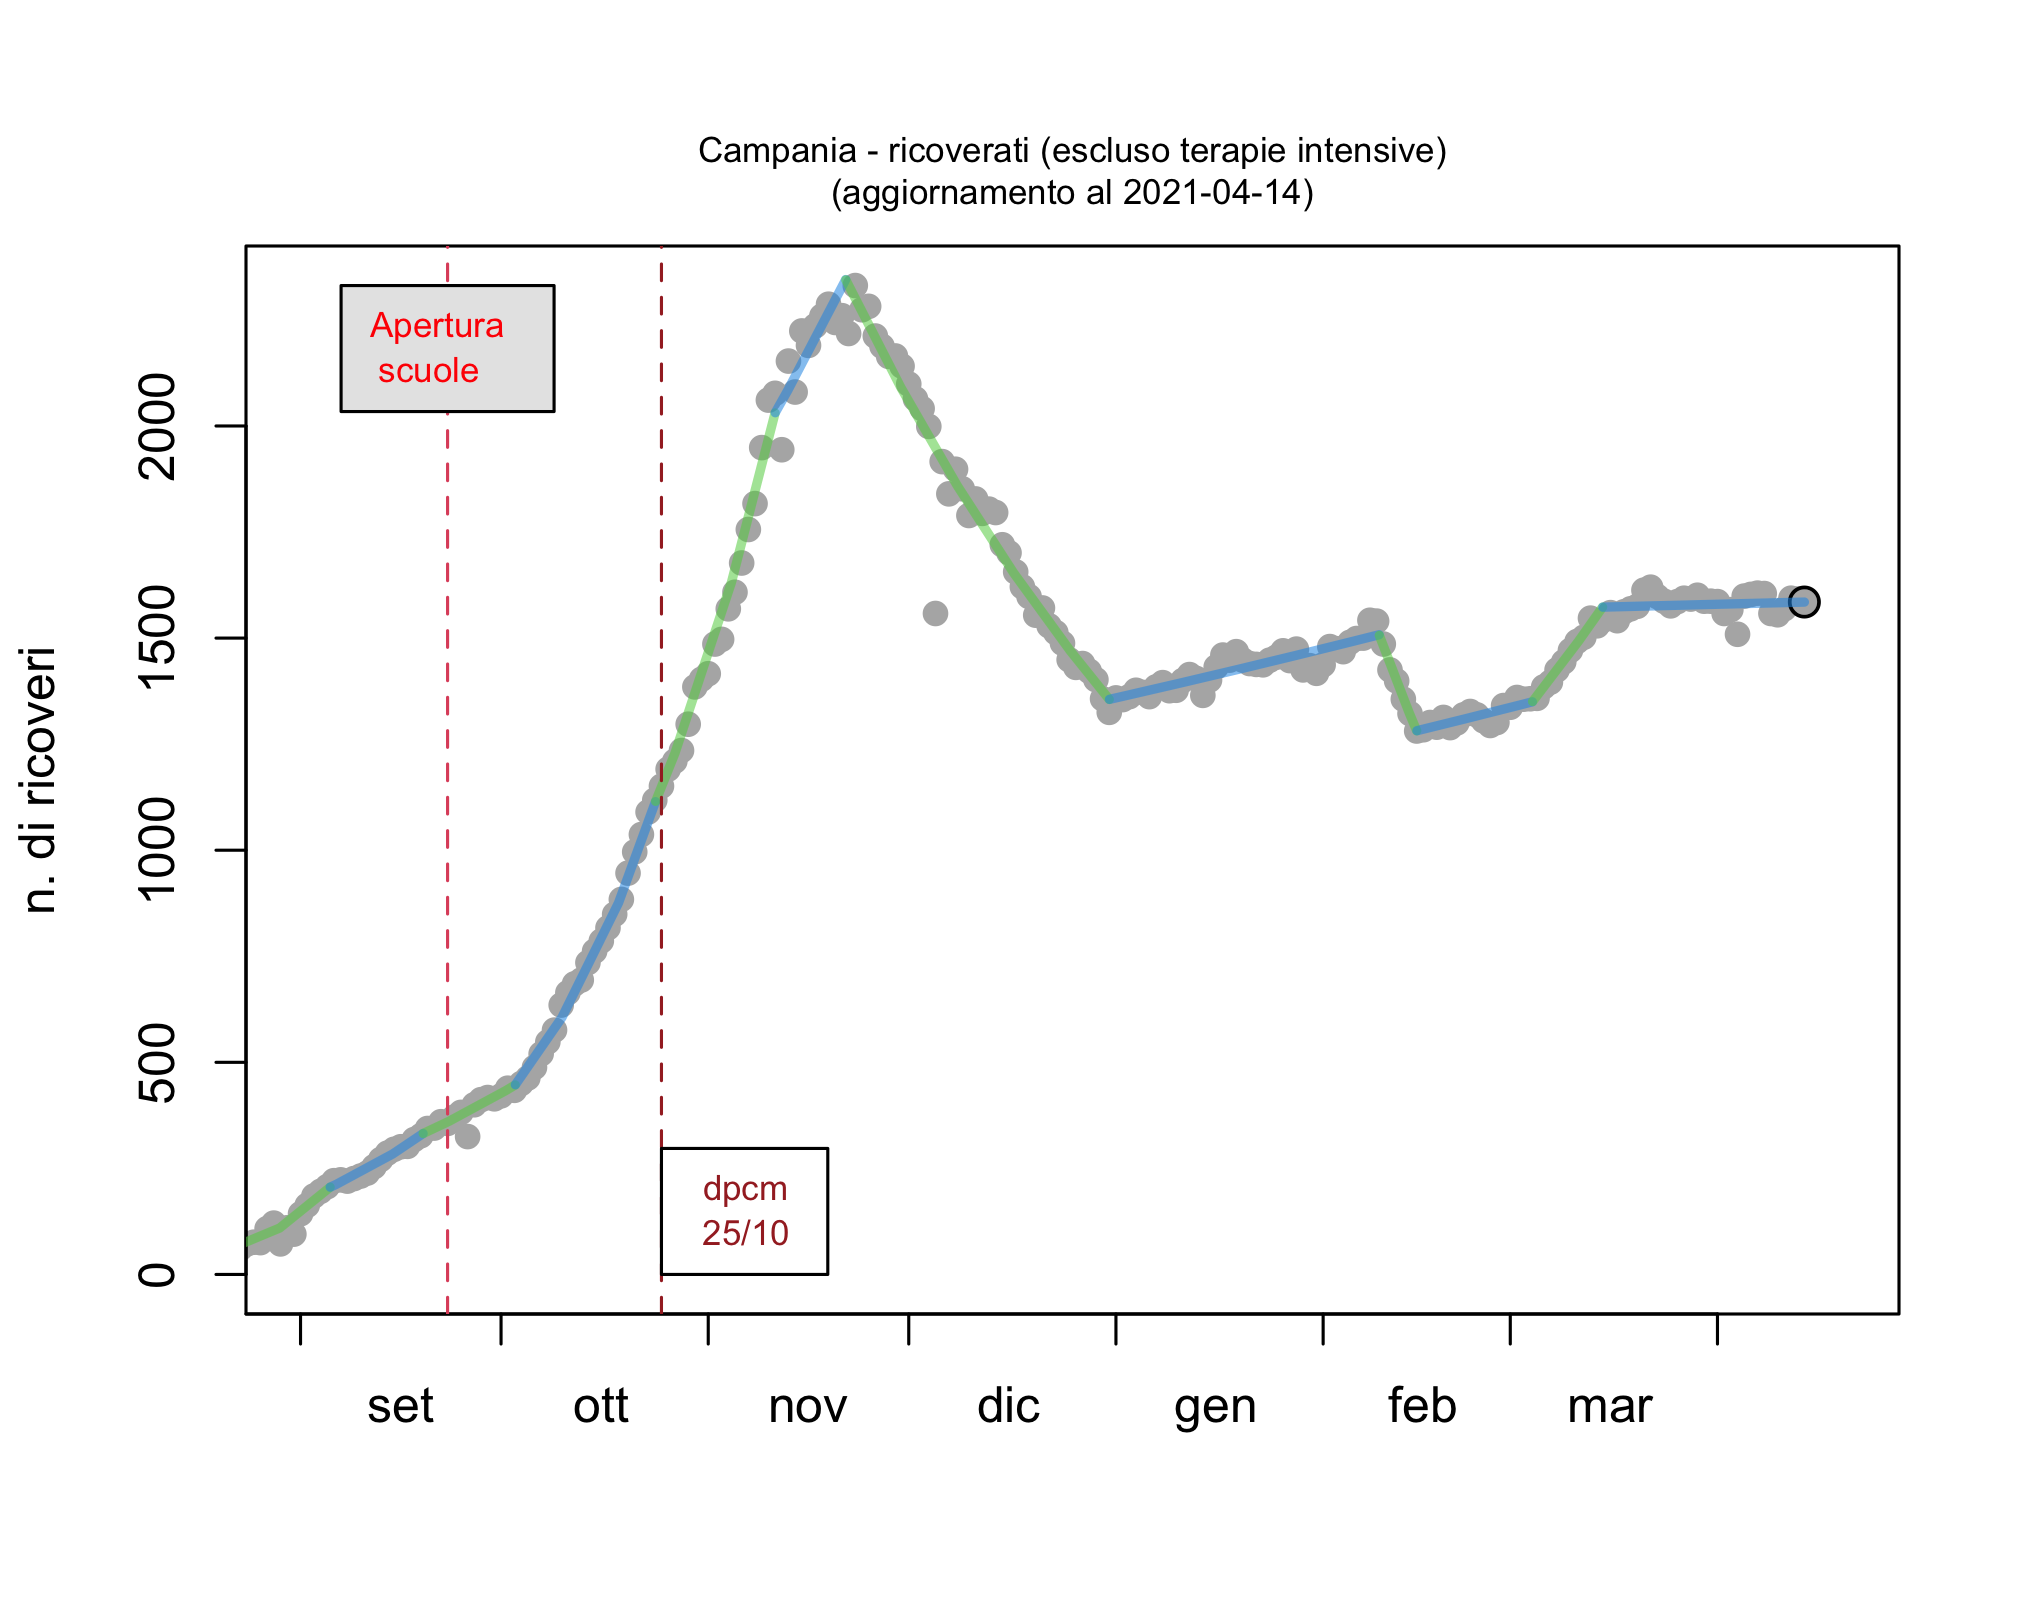 Campania - ricoverati (escluso terapie intensive)
(aggiornamento al 2021-04-14)
Apertura
scuole
n. di ricoveri
2000
1500
1000
500
0
dpcm
25/10
set ott nov dic gen feb mar